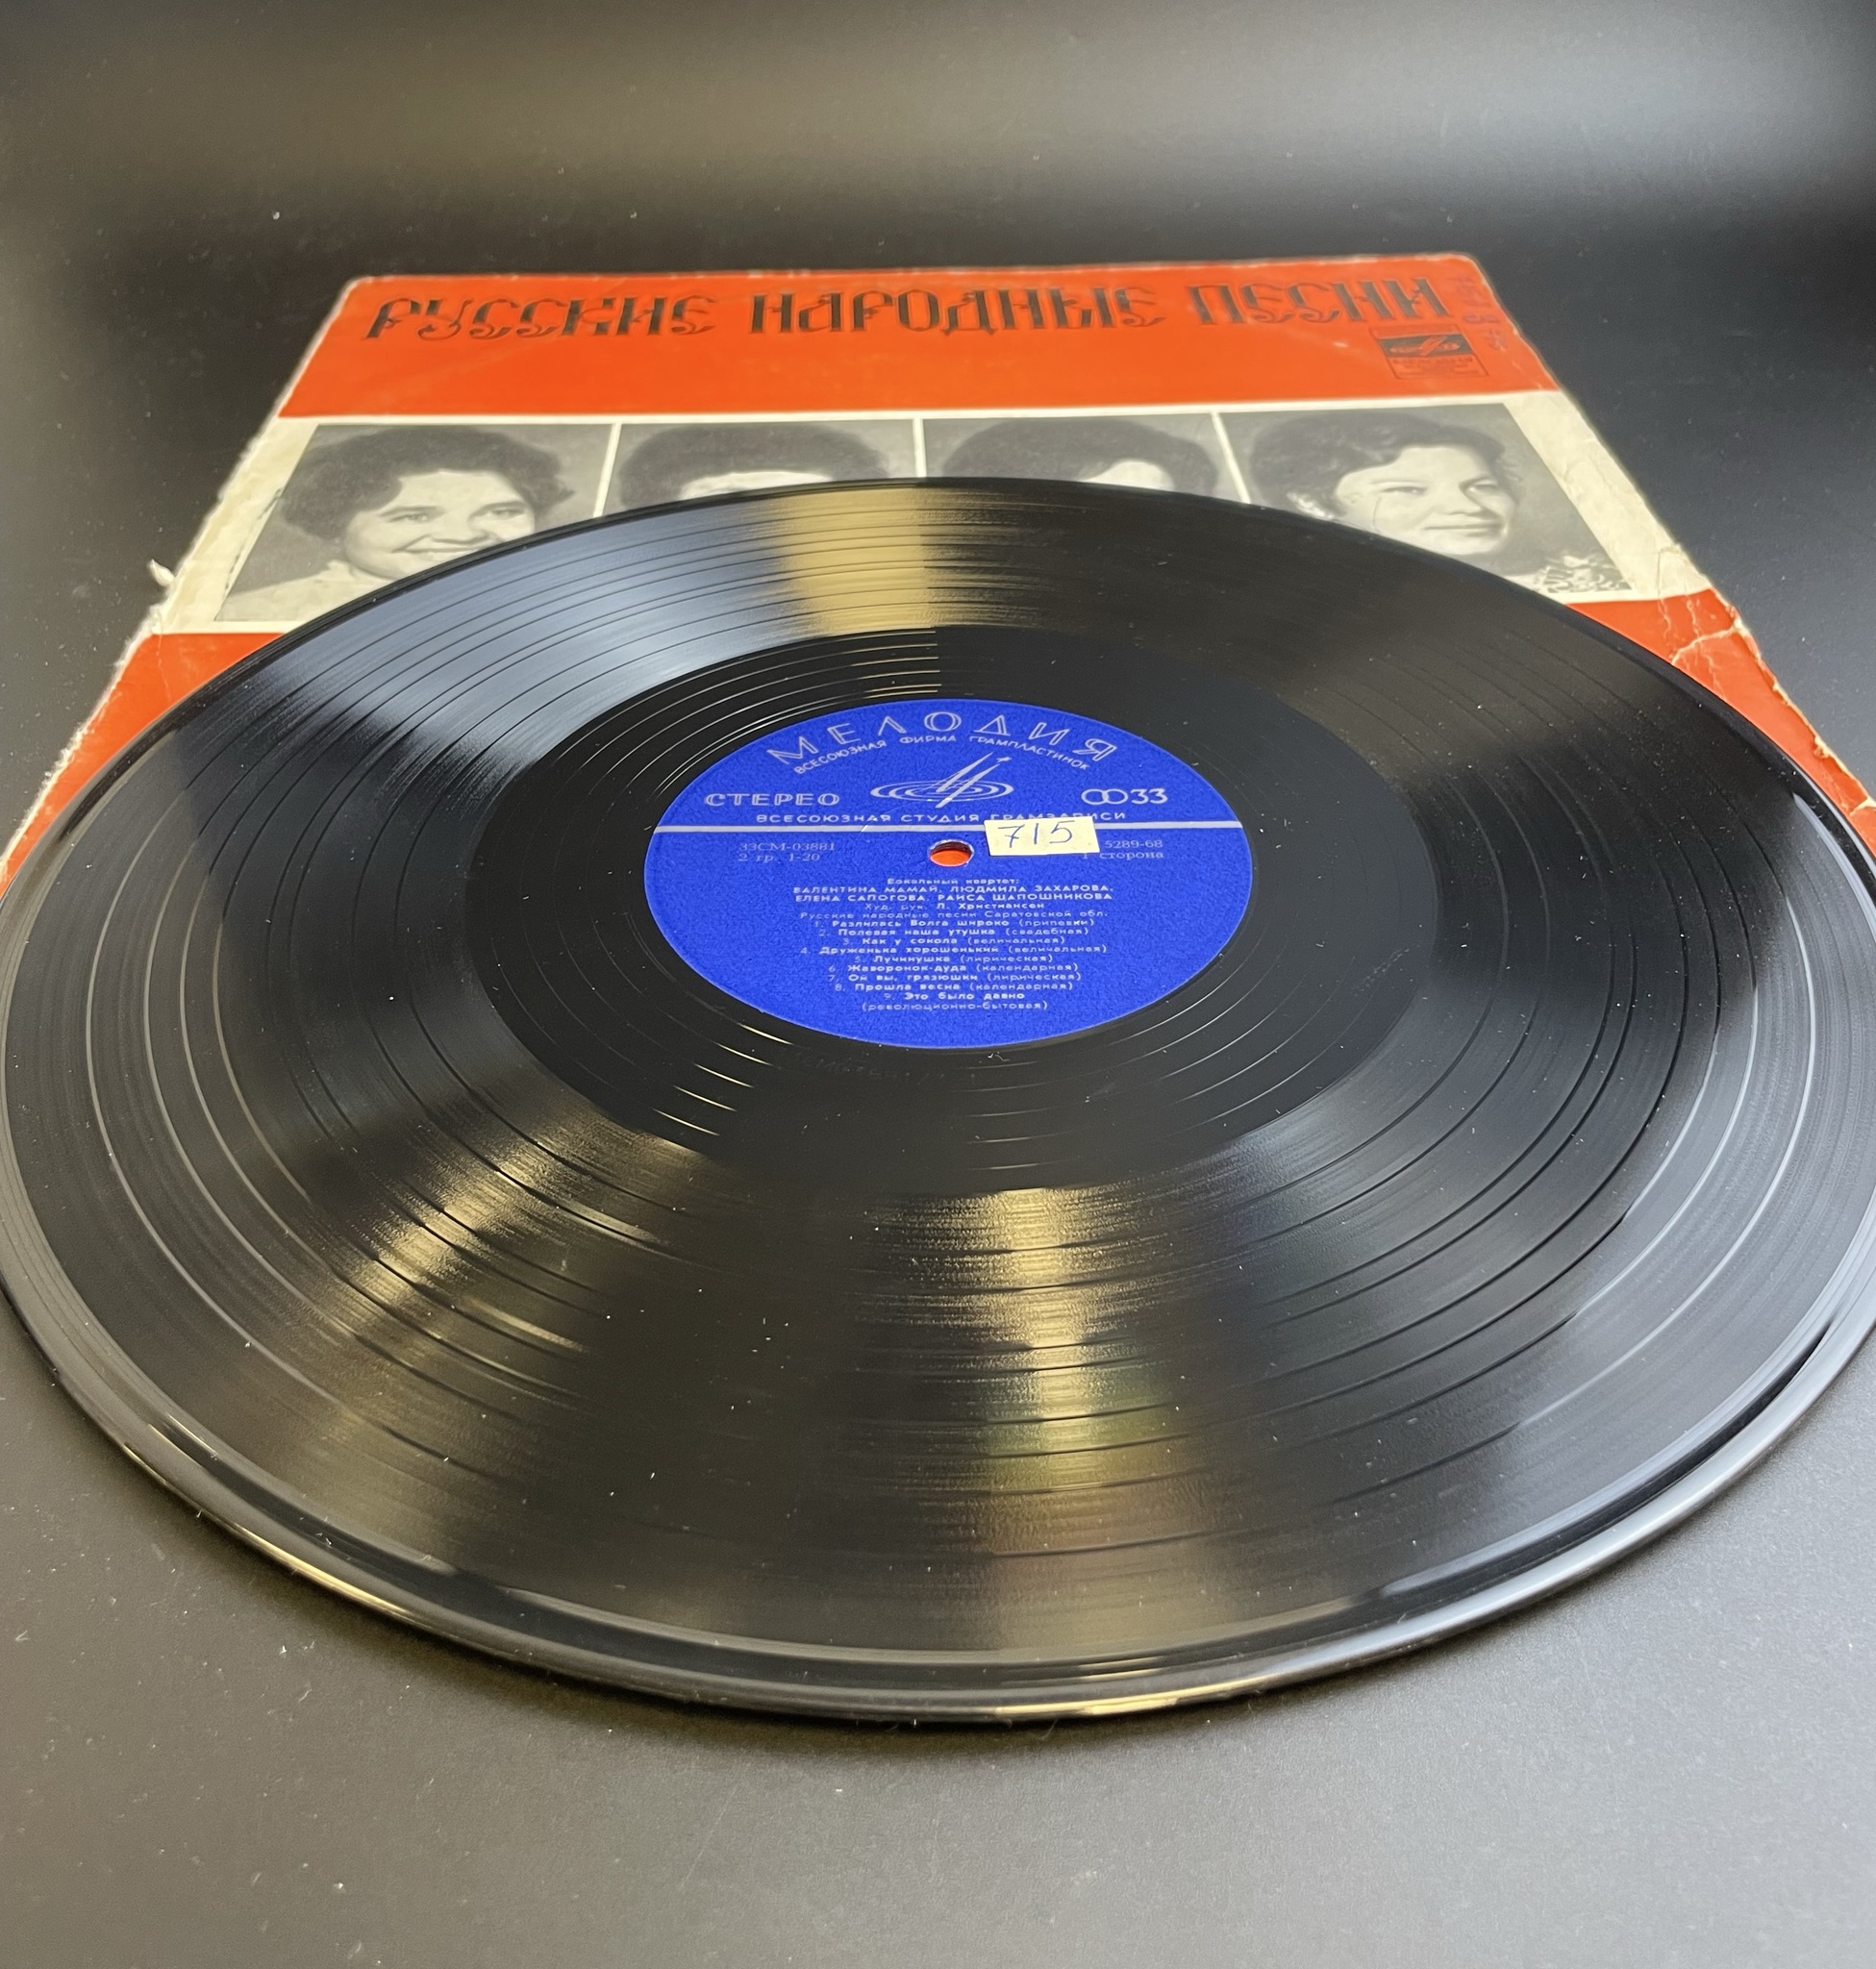 РУССКИЕ НАРОДНЫЕ ПЕСНИ
МЕЛОДИЯ
ВСЕСОЮЗНАЯ ФИРМА ГРАМПЛАСТИНОК
СТЕРЕО 33
ВСЕСОЮЗНАЯ СТУДИЯ ГРАМЗАПИСИ
715
33СМ-03881 5289-68
2 гр. 1-20 1 сторона
Вокальный квартет:
ВАЛЕНТИНА МАМАЙ, ЛЮДМИЛА ЗАХАРОВА,
ЕЛЕНА САПОГОВА, РАИСА ШАПОШНИКОВА
Худ. рук. Л. Христиансен
Русские народные песни Саратовской обл.
1. Разлилась Волга широко (припевки)
2. Полевая наша утушка (свадебная)
3. Как у сокола (величальная)
4. Друженька хорошенький (величальная)
5. Лучинушка (лирическая)
6. Жаворонок-дуда (календарная)
7. Ой вы, грязюшки (лирическая)
8. Прошла весна (календарная)
9. Это было давно
(революционно-бытовая)